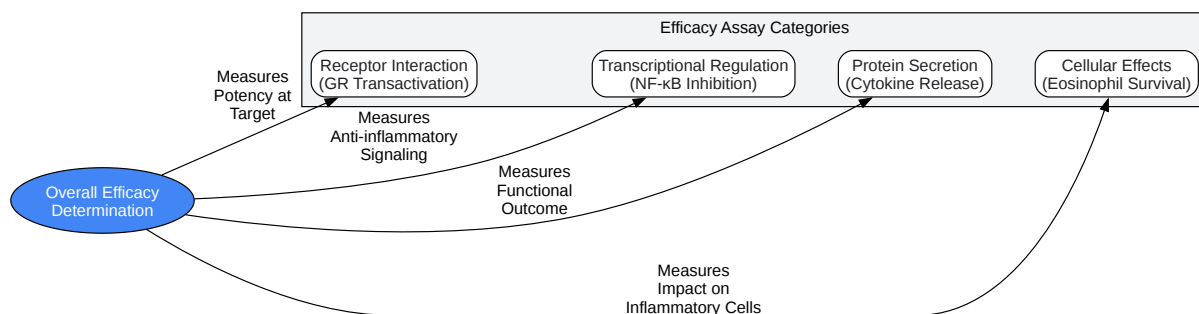 Efficacy Assay Categories
Receptor Interaction
(GR Transactivation)
Transcriptional Regulation
(NF-κB Inhibition)
Protein Secretion
(Cytokine Release)
Cellular Effects
(Eosinophil Survival)
Measures
Potency at
Target
Measures
Anti-inflammatory
Signaling
Measures
Functional
Outcome
Overall Efficacy
Determination
Measures
Impact on
Inflammatory Cells